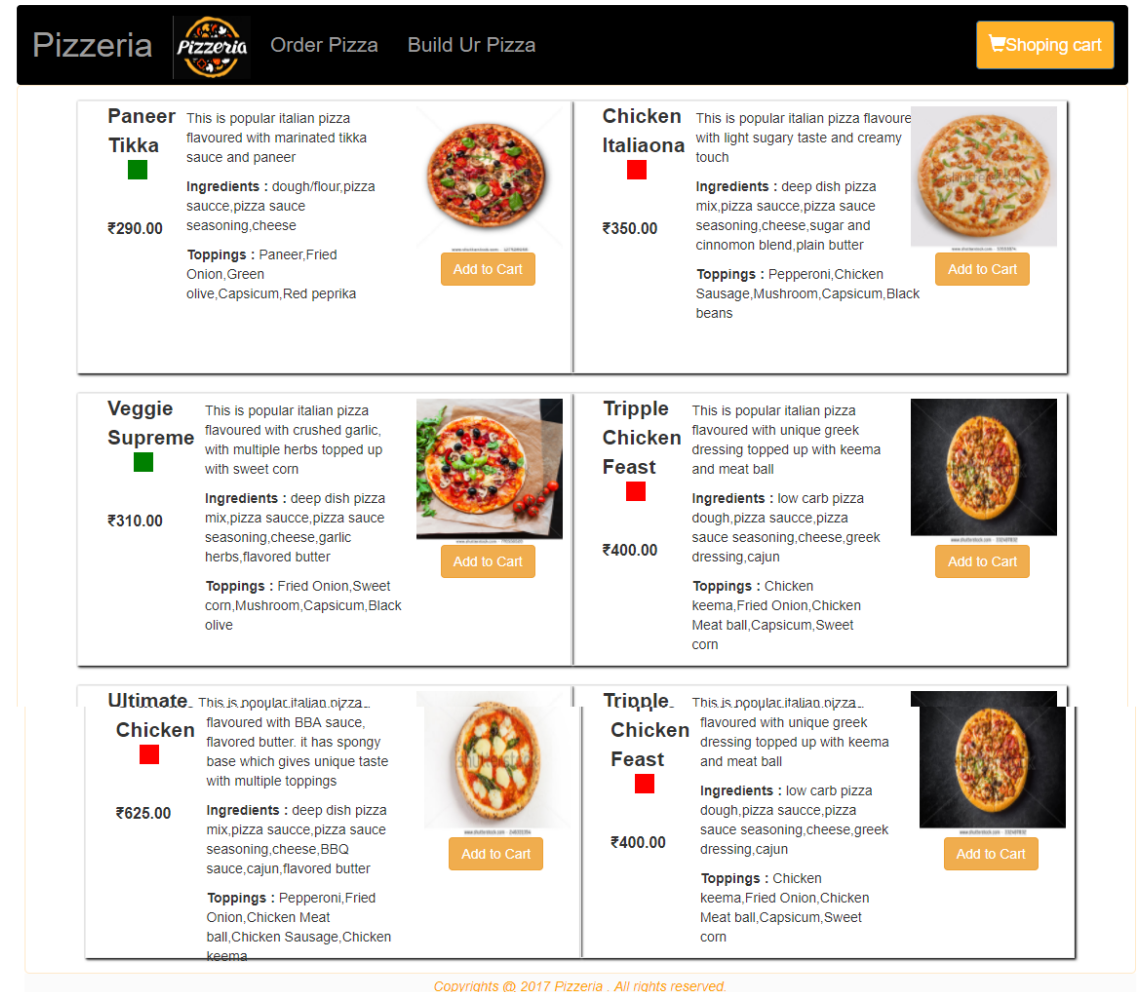 Pizzeria
Pizzeria
Order Pizza
Build Ur Pizza
Shoping cart
Paneer
Tikka
₹290.00
This is popular italian pizza
flavoured with marinated tikka
sauce and paneer
Ingredients : dough/flour,pizza
saucce,pizza sauce
seasoning,cheese
Toppings : Paneer,Fried
Onion,Green
olive,Capsicum,Red peprika
Add to Cart
Chicken
Italiaona
₹350.00
This is popular italian pizza flavoure
with light sugary taste and creamy
touch
Ingredients : deep dish pizza
mix,pizza saucce,pizza sauce
seasoning,cheese,sugar and
cinnomon blend,plain butter
Toppings : Pepperoni,Chicken
Sausage,Mushroom,Capsicum,Black
beans
Add to Cart
Veggie
Supreme
₹310.00
This is popular italian pizza
flavoured with crushed garlic,
with multiple herbs topped up
with sweet corn
Ingredients : deep dish pizza
mix,pizza saucce,pizza sauce
seasoning,cheese,garlic
herbs,flavored butter
Toppings : Fried Onion,Sweet
corn,Mushroom,Capsicum,Black
olive
Add to Cart
Tripple
Chicken
Feast
₹400.00
This is popular italian pizza
flavoured with unique greek
dressing topped up with keema
and meat ball
Ingredients : low carb pizza
dough,pizza saucce,pizza
sauce seasoning,cheese,greek
dressing,cajun
Toppings : Chicken
keema,Fried Onion,Chicken
Meat ball,Capsicum,Sweet
corn
Add to Cart
Ultimate
Chicken
₹625.00
This is popular italian pizza
flavoured with BBA sauce,
flavored butter. it has spongy
base which gives unique taste
with multiple toppings
Ingredients : deep dish pizza
mix,pizza saucce,pizza sauce
seasoning,cheese,BBQ
sauce,cajun,flavored butter
Toppings : Pepperoni,Fried
Onion,Chicken Meat
ball,Chicken Sausage,Chicken
keema
Add to Cart
Tripple
Chicken
Feast
₹400.00
This is popular italian pizza
flavoured with unique greek
dressing topped up with keema
and meat ball
Ingredients : low carb pizza
dough,pizza saucce,pizza
sauce seasoning,cheese,greek
dressing,cajun
Toppings : Chicken
keema,Fried Onion,Chicken
Meat ball,Capsicum,Sweet
corn
Add to Cart
Copyrights @ 2017 Pizzeria . All rights reserved.